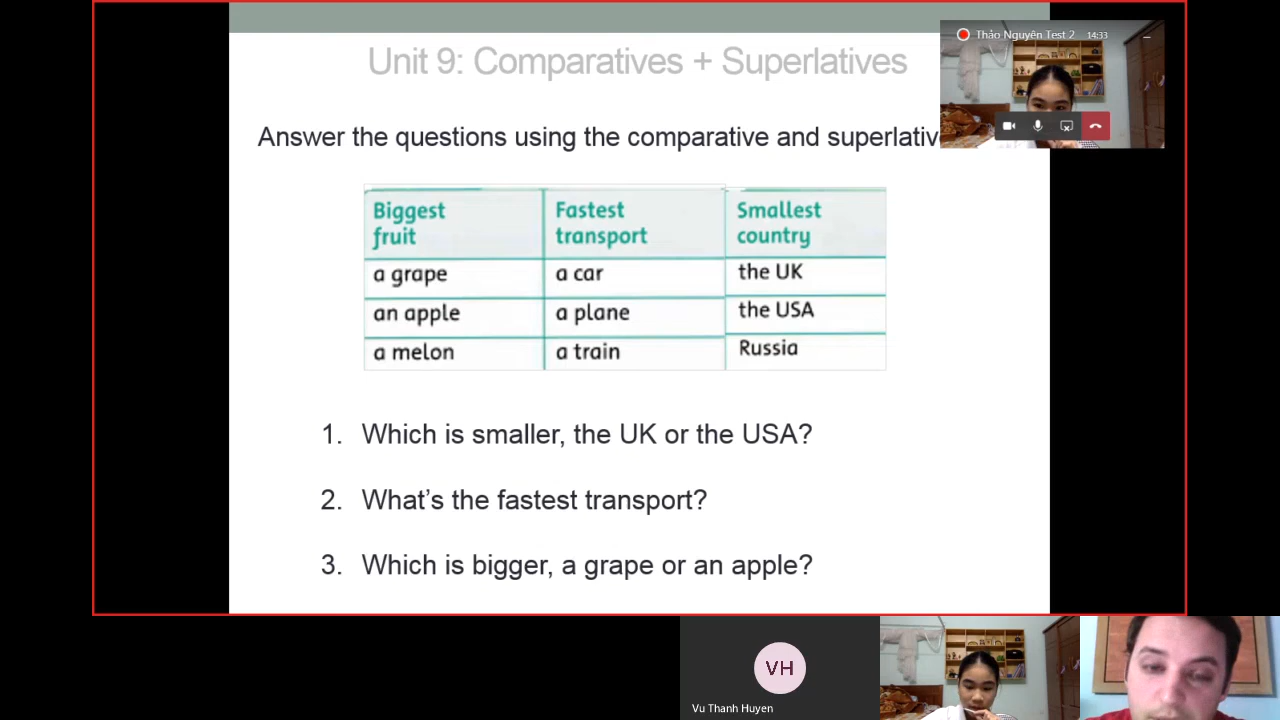 Unit 9: Comparatives + Superlatives
Thảo Nguyên Test 2 14:33
Answer the questions using the comparative and superlativ
Biggest fruit
Fastest transport
Smallest country
a grape
a car
the UK
an apple
a plane
the USA
a melon
a train
Russia
1. Which is smaller, the UK or the USA?
2. What’s the fastest transport?
3. Which is bigger, a grape or an apple?
VH
Vu Thanh Huyen